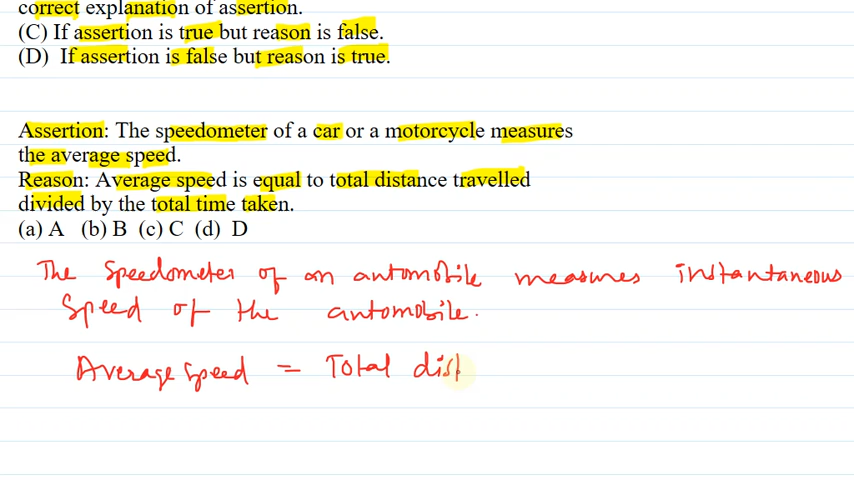 correct explanation of assertion.
(C) If assertion is true but reason is false.
(D) If assertion is false but reason is true.
Assertion: The speedometer of a car or a motorcycle measures
the average speed.
Reason: Average speed is equal to total distance travelled
divided by the total time taken.
(a) A (b) B (c) C (d) D
The speedometer of an automobile measures instantaneous
speed of the automobile.
Average speed = Total dist